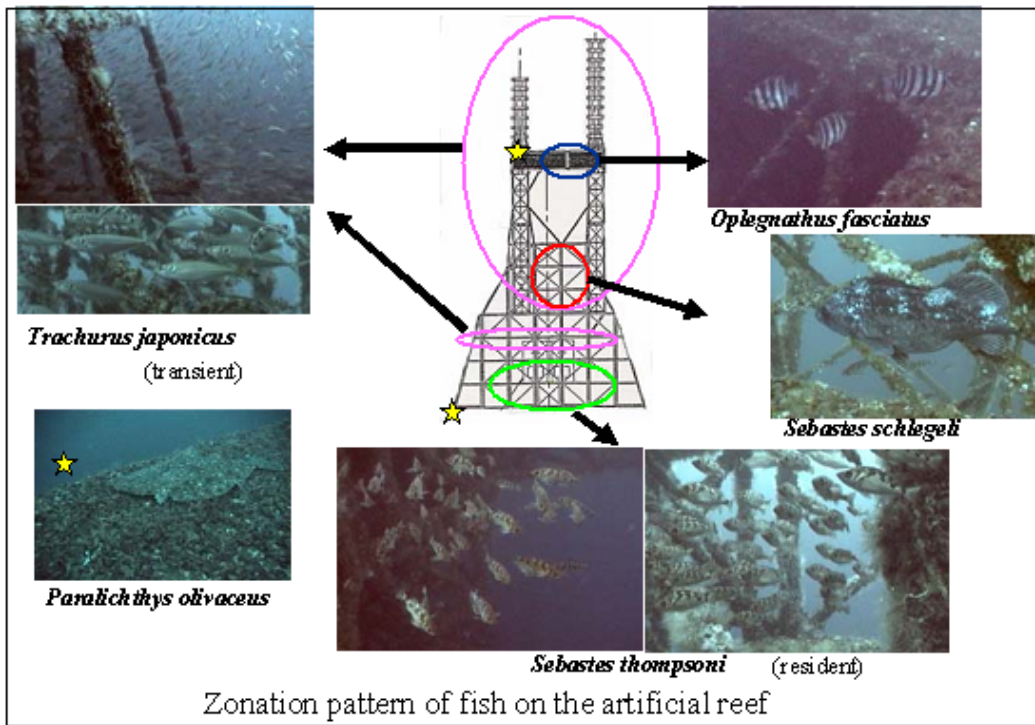 Oplegnathus fasciatus
Trachurus japonicus
(transient)
Sebastes schlegeli
Paralichthys olivaceus
Sebastes thompsoni (resident)
Zonation pattern of fish on the artificial reef